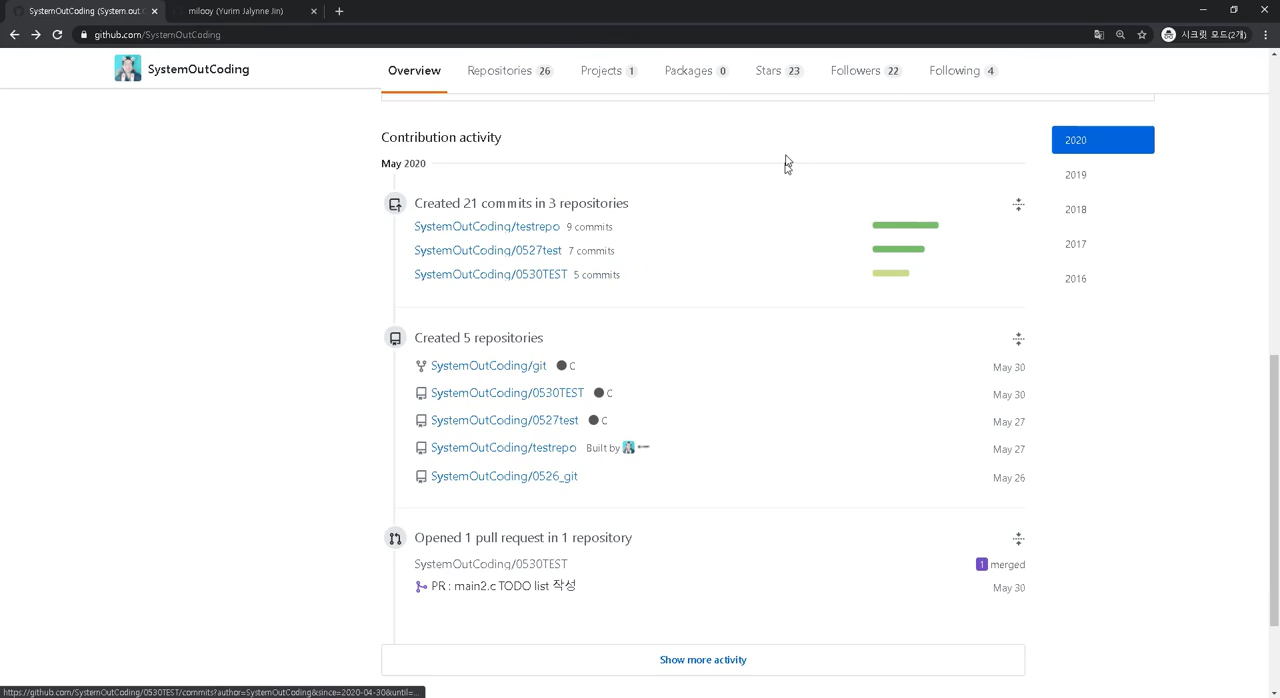 SystemOutCoding (System.out.C
milooy (Yurim Jalynne Jin)
github.com/SystemOutCoding
시크릿 모드(2개)
SystemOutCoding
Overview Repositories 26 Projects 1 Packages 0 Stars 23 Followers 22 Following 4
Contribution activity
May 2020
Created 21 commits in 3 repositories
SystemOutCoding/testrepo 9 commits
SystemOutCoding/0527test 7 commits
SystemOutCoding/0530TEST 5 commits
2020
2019
2018
2017
2016
Created 5 repositories
SystemOutCoding/git C May 30
SystemOutCoding/0530TEST C May 30
SystemOutCoding/0527test C May 27
SystemOutCoding/testrepo Built by May 27
SystemOutCoding/0526_git May 26
Opened 1 pull request in 1 repository
SystemOutCoding/0530TEST 1 merged
PR : main2.c TODO list 작성 May 30
Show more activity
https://github.com/SystemOutCoding/0530TEST/commits?author=SystemOutCoding&since=2020-04-30&until=...